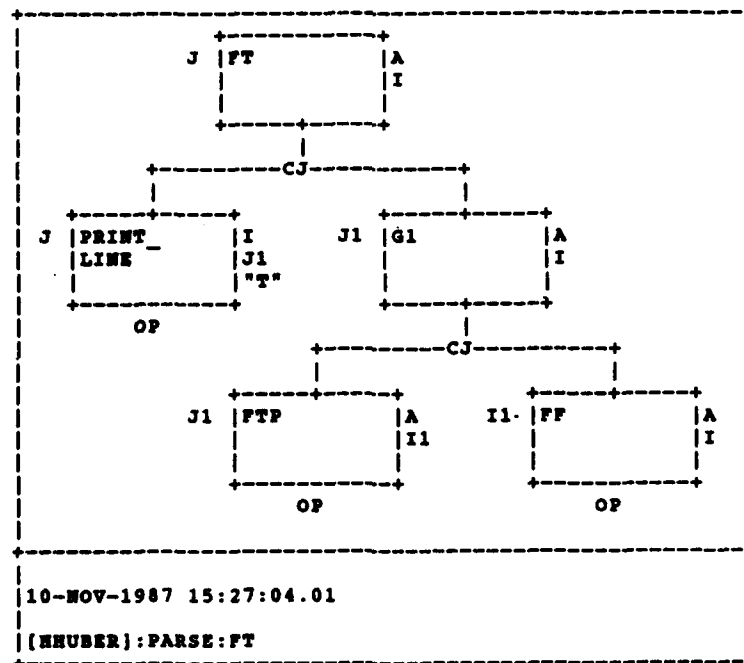 J FT A
I
CJ
J PRINT_ I J1 G1 A
LINE J1 I
"T"
OP
CJ
J1 FTP A I1- FF A
I1 I
OP OP
10-NOV-1987 15:27:04.01
[HHUBER]:PARSE:FT